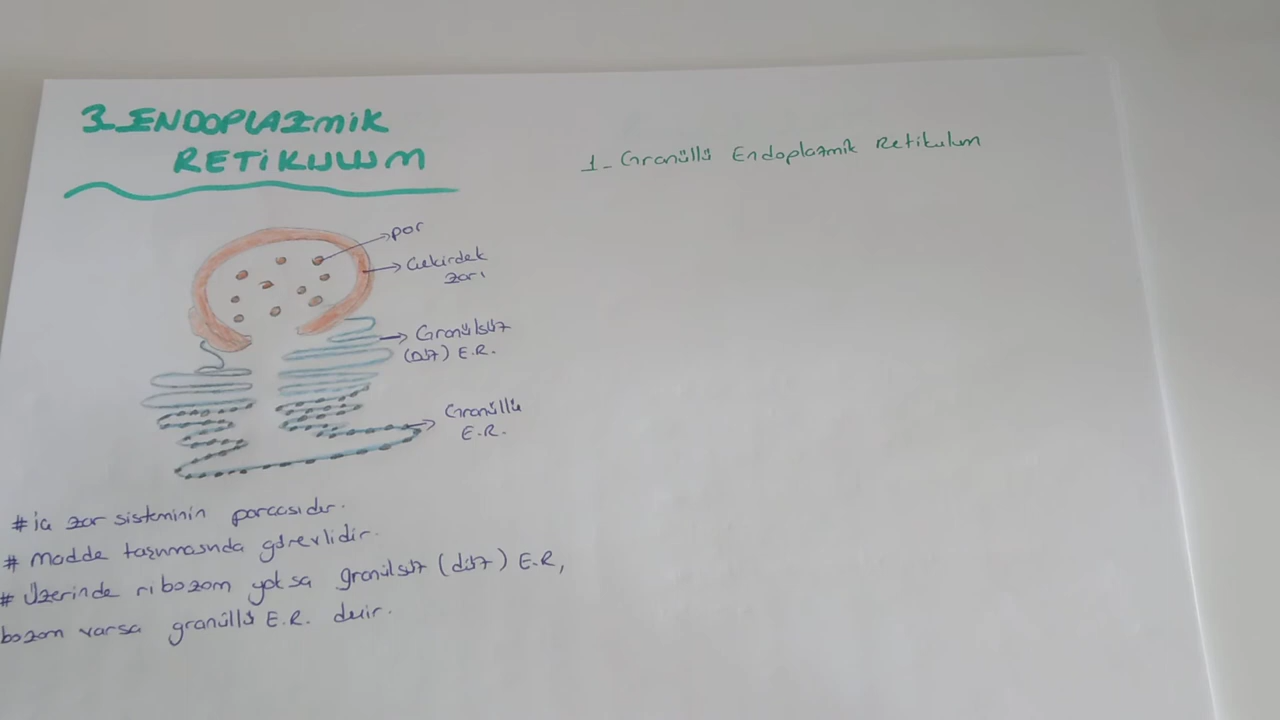 3. ENDOPLAZMİK
RETİKULUM
por
Çekirdek
zarı
Granülsüz
(Düz) E.R.
Granüllü
E.R.
# iç zar sisteminin parçasıdır.
# Madde taşınmasında görevlidir.
# Üzerinde ribozom yoksa granülsüz (düz) E.R,
bozom varsa granüllü E.R. denir.
1- Granüllü Endoplazmik Retikulum